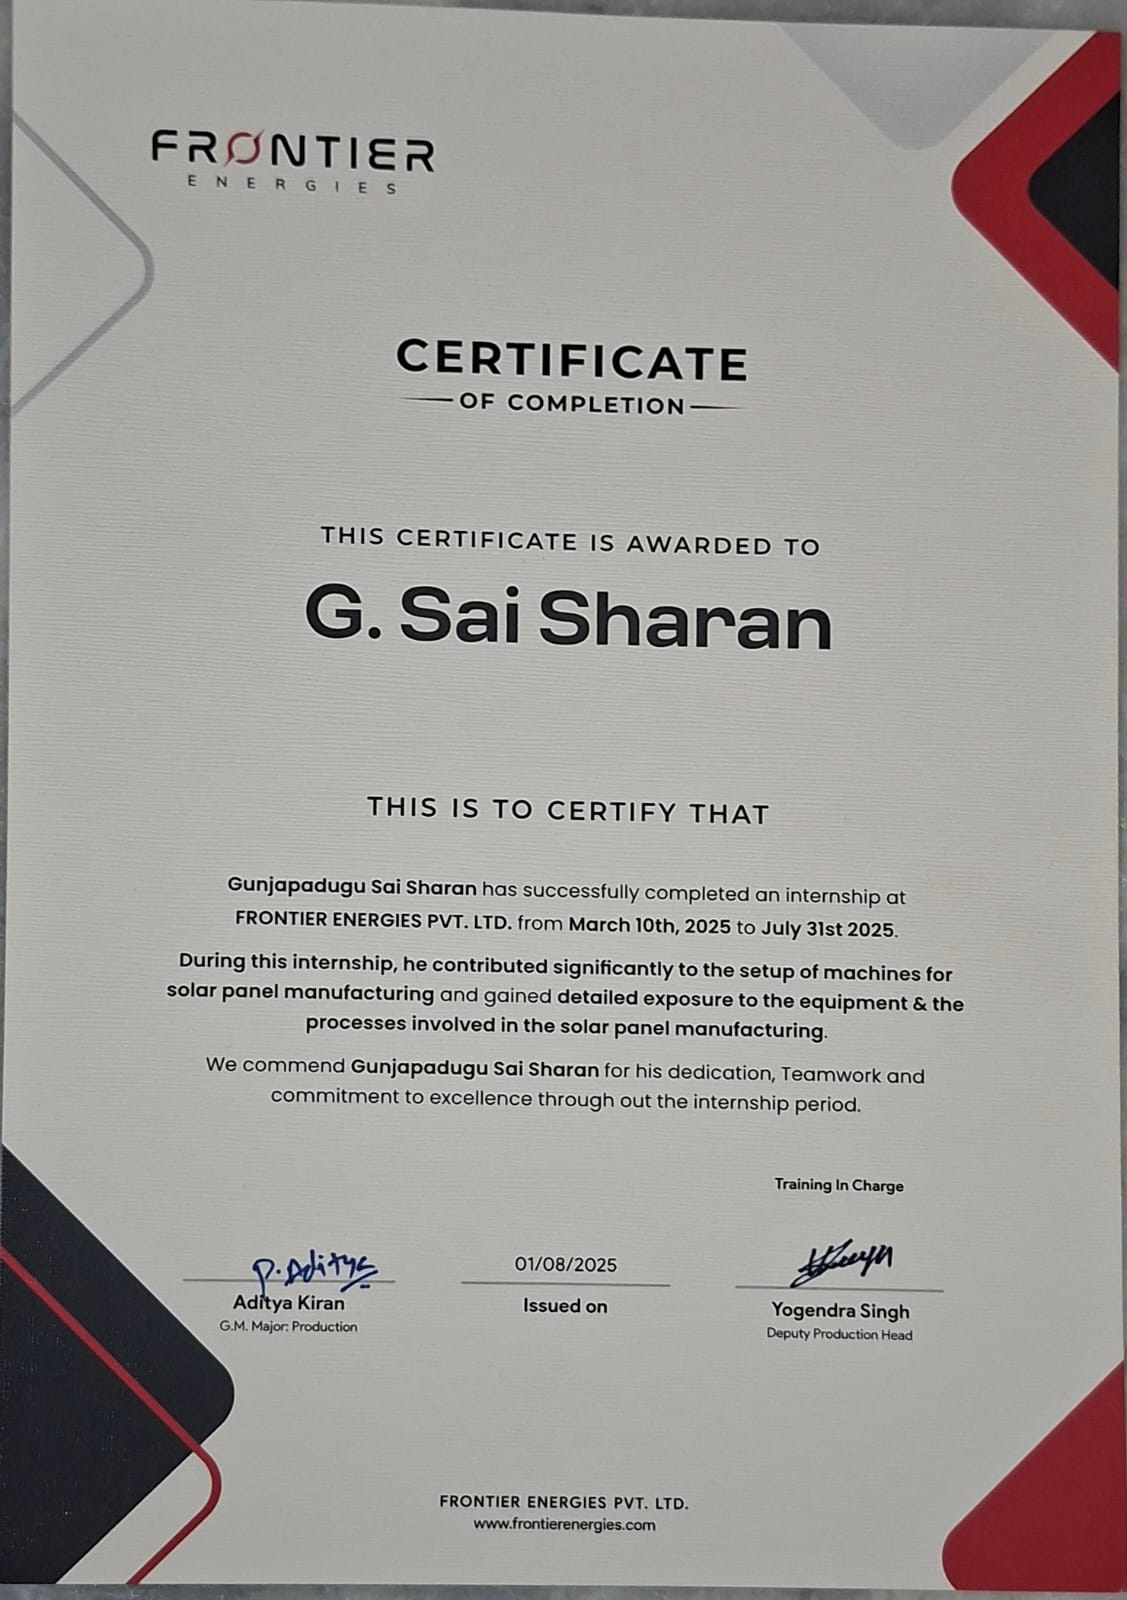 FRONTIER
ENERGIES
CERTIFICATE
OF COMPLETION
THIS CERTIFICATE IS AWARDED TO
G. Sai Sharan
THIS IS TO CERTIFY THAT
Gunjapadugu Sai Sharan has successfully completed an internship at
FRONTIER ENERGIES PVT. LTD. from March 10th, 2025 to July 31st 2025.
During this internship, he contributed significantly to the setup of machines for
solar panel manufacturing and gained detailed exposure to the equipment & the
processes involved in the solar panel manufacturing.
We commend Gunjapadugu Sai Sharan for his dedication, Teamwork and
commitment to excellence through out the internship period.
Training In Charge
P. Aditya
Aditya Kiran
G.M. Major: Production
01/08/2025
Issued on
Yogendra Singh
Deputy Production Head
FRONTIER ENERGIES PVT. LTD.
www.frontierenergies.com